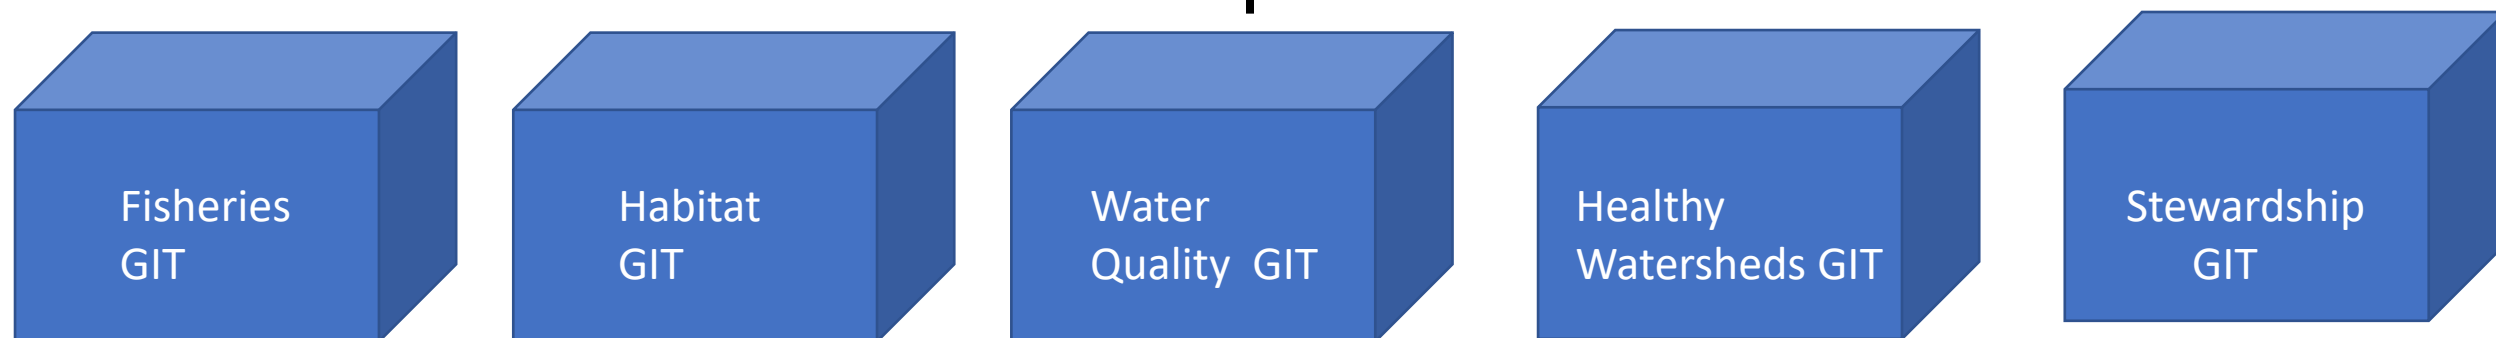 Fisheries
GIT
Habitat
GIT
Water
Quality  GIT
Healthy
Watersheds GIT
Stewardship
GIT